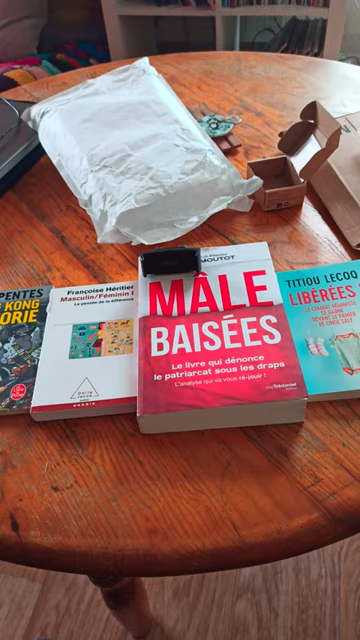 PENTES
KONG
ORIE
Françoise Héritier
Masculin/Féminin I
La pensée de la différence
MOUTOT
MÂLE
BAISÉES
Le livre qui dénonce
le patriarcat sous les draps
L'analyse qui va vous ré-jouir !
Guy Trédaniel
TITIOU LECOQ
LIBÉRÉES !
LE COMBAT FÉMINISTE
SE GAGNE
DEVANT LE PANIER
DE LINGE SALE